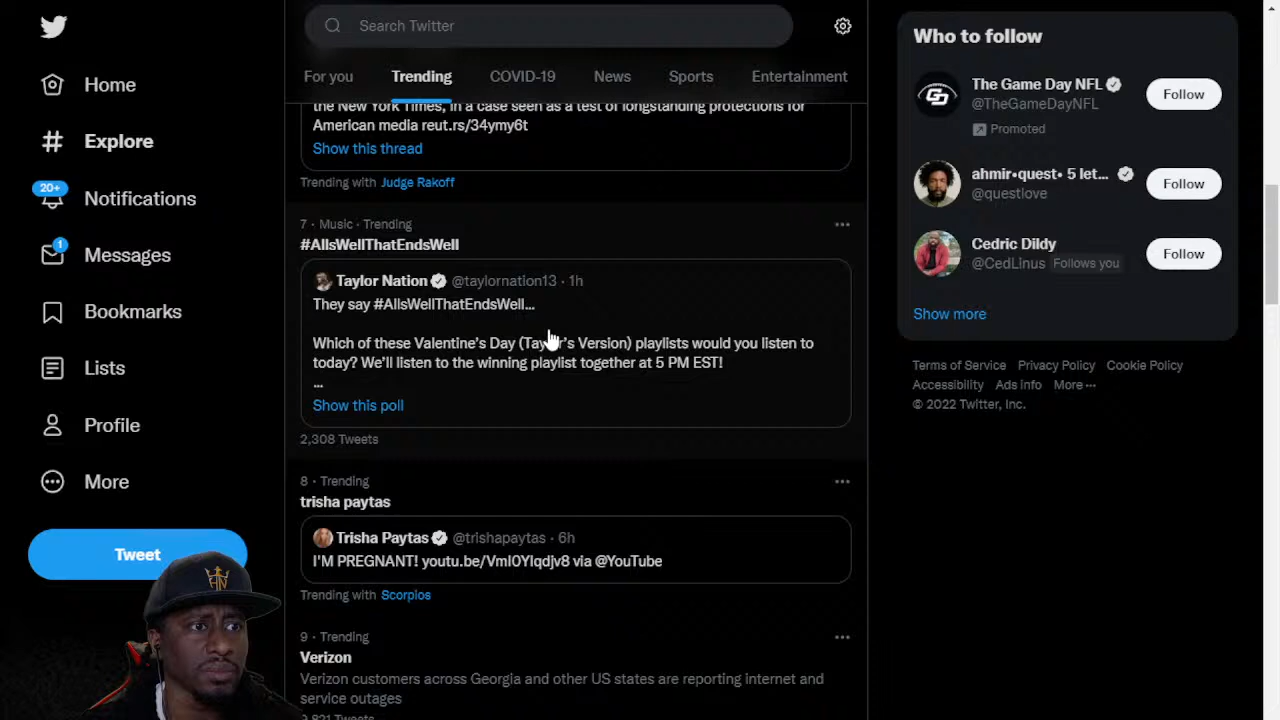 Search Twitter
For you
Trending
COVID-19
News
Sports
Entertainment
Home
Explore
20+
Notifications
1
Messages
Bookmarks
Lists
Profile
More
Tweet
the New York Times, in a case seen as a test of longstanding protections for
American media reut.rs/34ymy6t
Show this thread
Trending with Judge Rakoff
7 · Music · Trending
#AllsWellThatEndsWell
Taylor Nation @taylornation13 · 1h
They say #AllsWellThatEndsWell...
Which of these Valentine's Day (Taylor's Version) playlists would you listen to
today? We'll listen to the winning playlist together at 5 PM EST!
...
Show this poll
2,308 Tweets
8 · Trending
trisha paytas
Trisha Paytas @trishapaytas · 6h
I'M PREGNANT! youtu.be/VmI0YIqdjv8 via @YouTube
Trending with Scorpios
9 · Trending
Verizon
Verizon customers across Georgia and other US states are reporting internet and
service outages
9,821 Tweets
Who to follow
The Game Day NFL
@TheGameDayNFL
Promoted
Follow
ahmir•quest• 5 let...
@questlove
Follow
Cedric Dildy
@CedLinus Follows you
Follow
Show more
Terms of Service Privacy Policy Cookie Policy
Accessibility Ads info More ···
© 2022 Twitter, Inc.